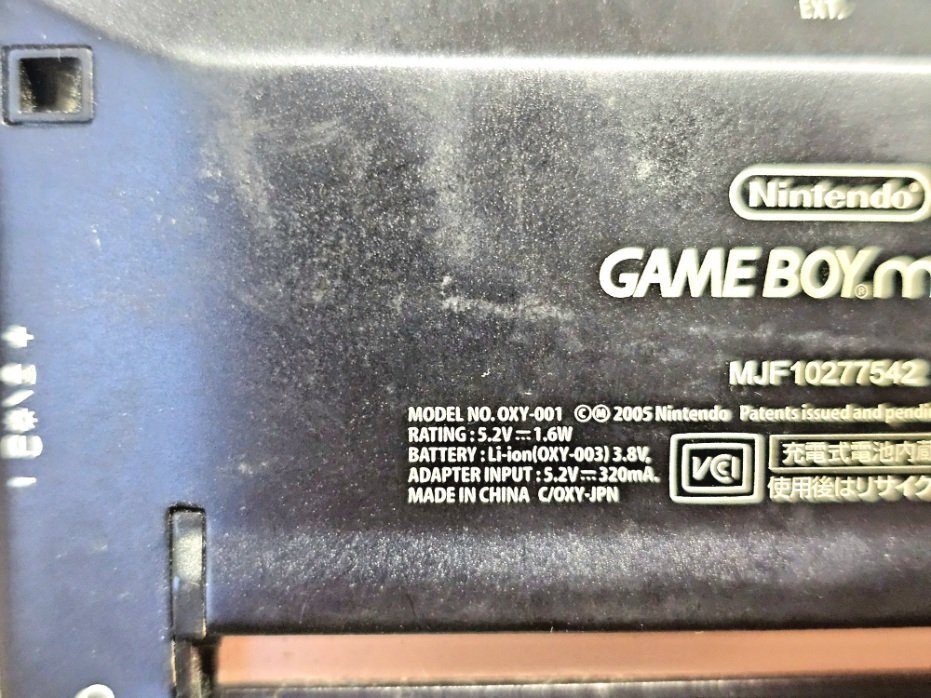 EXT.
Nintendo®
GAME BOY®
MJF10277542
MODEL NO. OXY-001 ©Ⓜ 2005 Nintendo Patents issued and
RATING : 5.2V⎓1.6W
BATTERY : Li-ion(OXY-003) 3.8V,
ADAPTER INPUT : 5.2V⎓320mA.
MADE IN CHINA C/OXY-JPN
VCI
充電式電池内蔵
使用後はリサイク